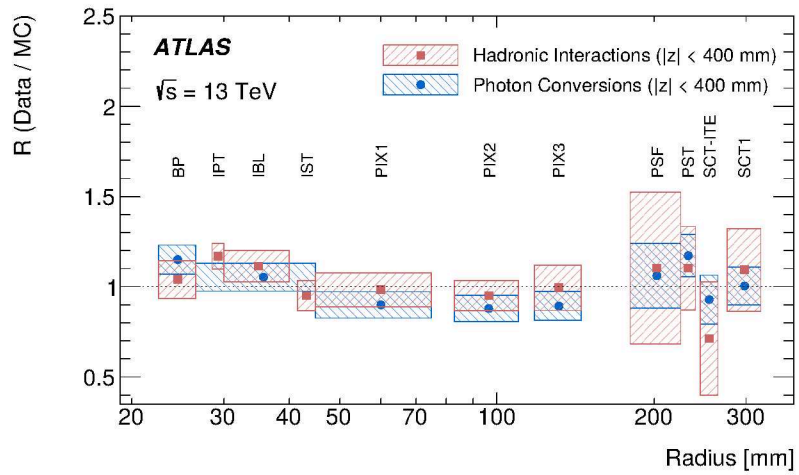 2.5
ATLAS
Hadronic Interactions (|z| < 400 mm)
√s = 13 TeV
Photon Conversions (|z| < 400 mm)
R (Data / MC)
2
1.5
1
0.5
BP
IPT
IBL
IST
PIX1
PIX2
PIX3
PSF
PST
SCT-ITE
SCT1
20 30 40 50 60 70 100 200 300
Radius [mm]